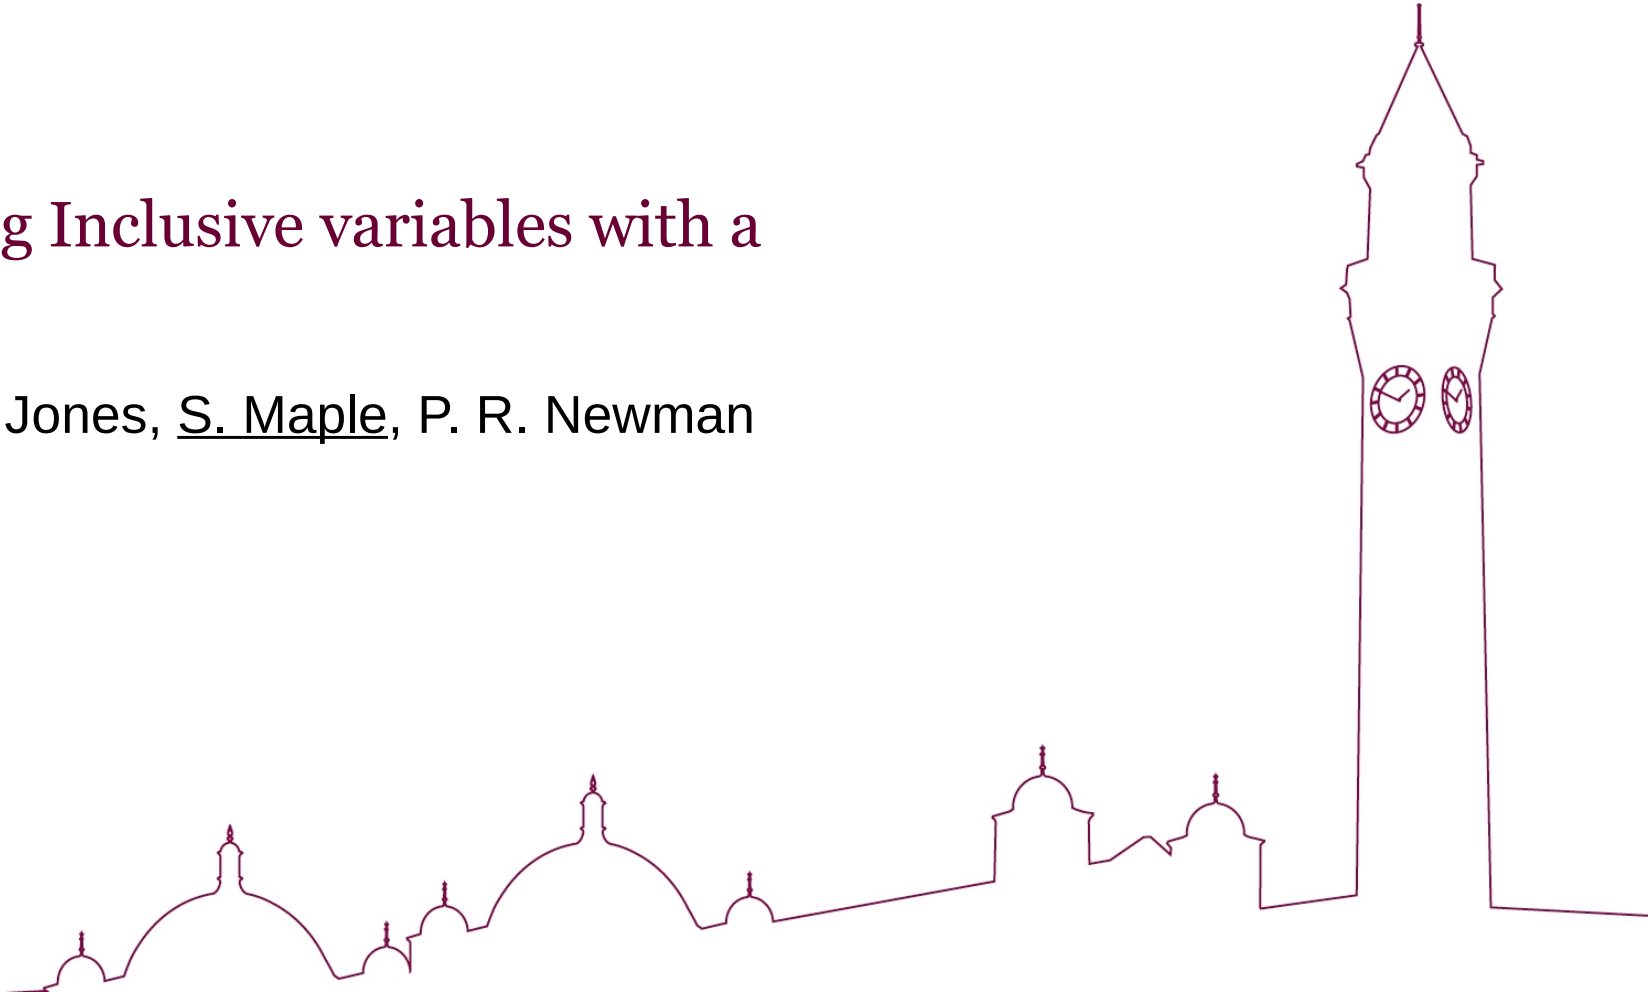 g Inclusive variables with a
Jones, S. Maple, P. R. Newman